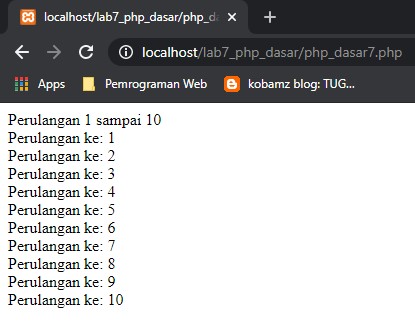 localhost/lab7_php_dasar/php_da
localhost/lab7_php_dasar/php_dasar7.php
Apps
Pemrograman Web
kobamz blog: TUG...
Perulangan 1 sampai 10
Perulangan ke: 1
Perulangan ke: 2
Perulangan ke: 3
Perulangan ke: 4
Perulangan ke: 5
Perulangan ke: 6
Perulangan ke: 7
Perulangan ke: 8
Perulangan ke: 9
Perulangan ke: 10